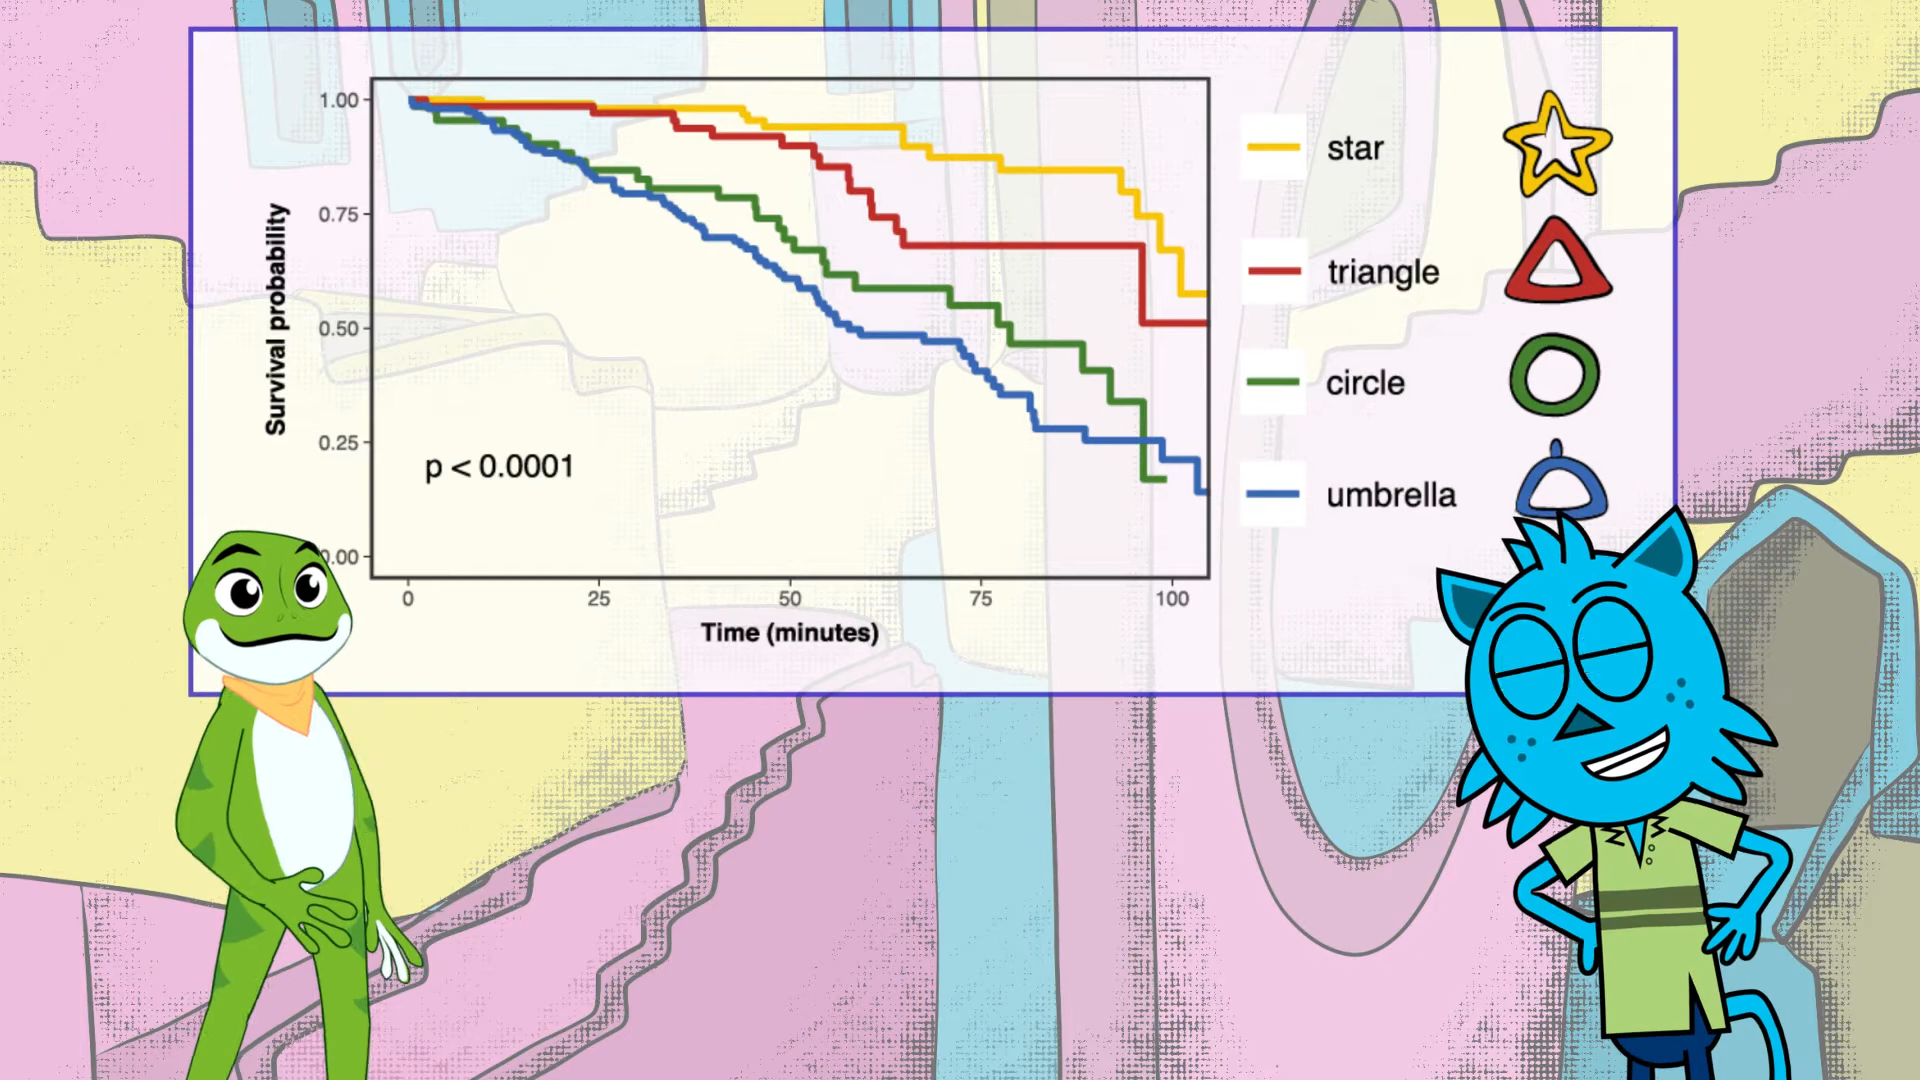 1.00
0.75
0.50
0.25
0.00
Survival probability
p < 0.0001
0 25 50 75 100
Time (minutes)
star
triangle
circle
umbrella